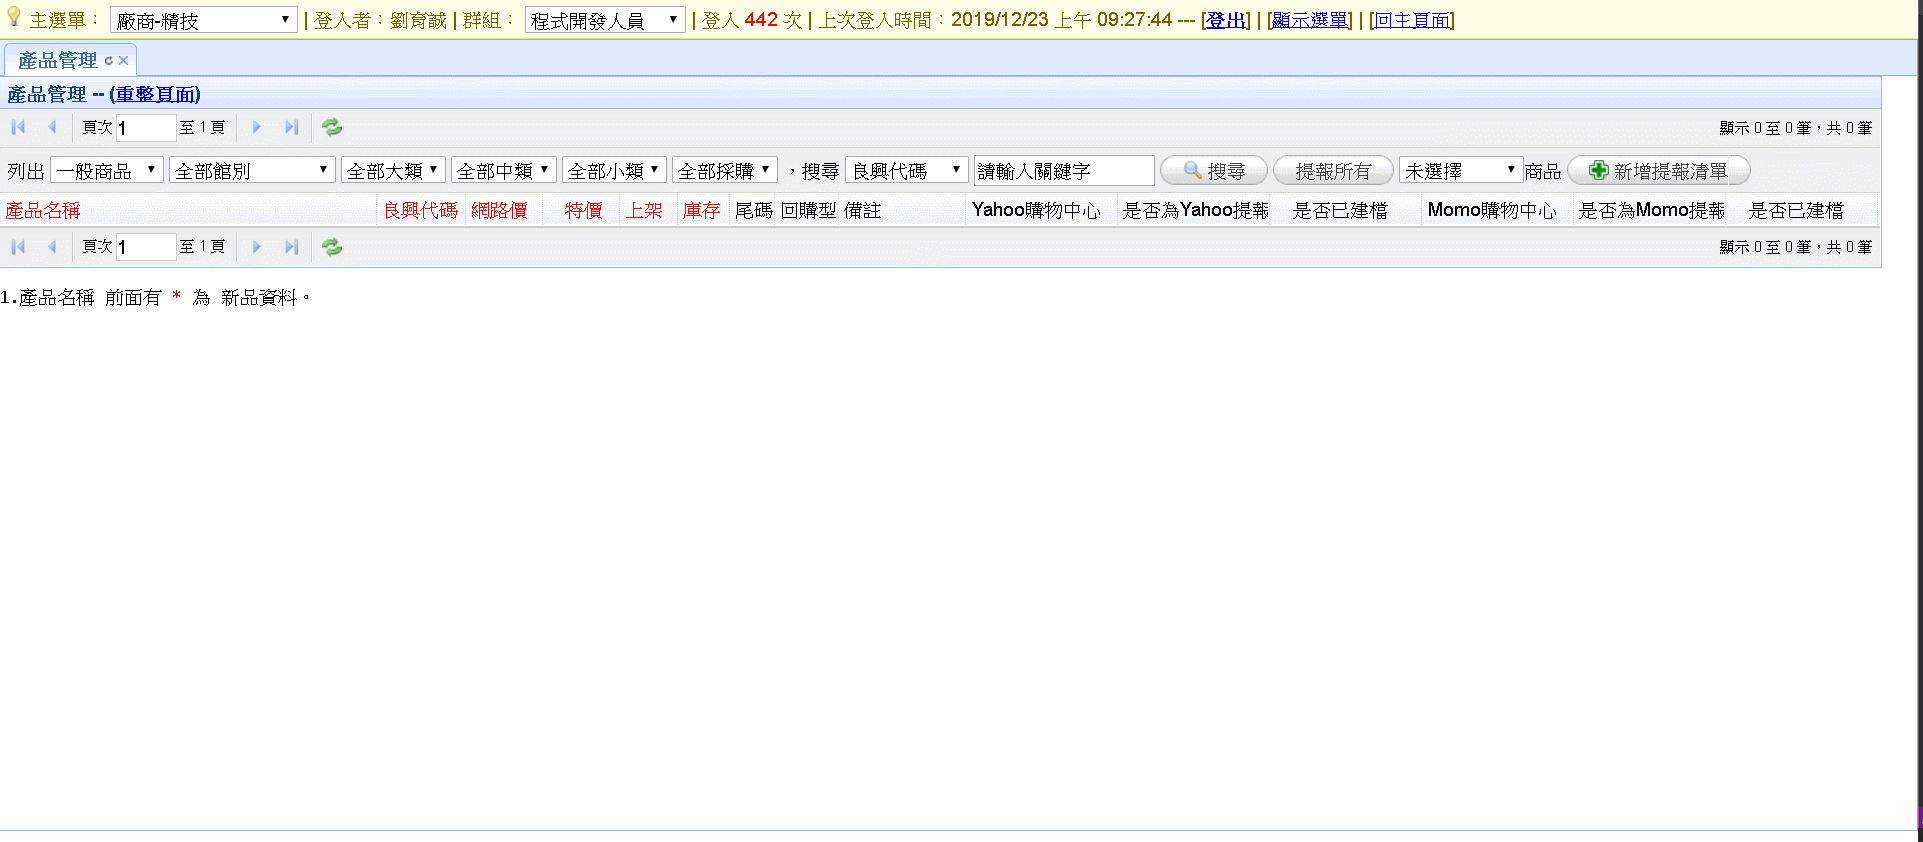 主選單： 廠商-精技 | 登入者：劉育誠 | 群組： 程式開發人員 | 登入 442 次 | 上次登入時間：2019/12/23 上午 09:27:44 --- [登出] | [顯示選單] | [回主頁面]
產品管理
產品管理 -- (重整頁面)
頁次 1 至 1 頁 顯示 0 至 0 筆，共 0 筆
列出 一般商品 全部館別 全部大類 全部中類 全部小類 全部採購 ，搜尋 良興代碼 請輸入關鍵字 搜尋 提報所有 未選擇 商品 新增提報清單
產品名稱 良興代碼 網路價 特價 上架 庫存 尾碼 回購型 備註 Yahoo購物中心 是否為Yahoo提報 是否已建檔 Momo購物中心 是否為Momo提報 是否已建檔
頁次 1 至 1 頁 顯示 0 至 0 筆，共 0 筆
1.產品名稱 前面有 * 為 新品資料。